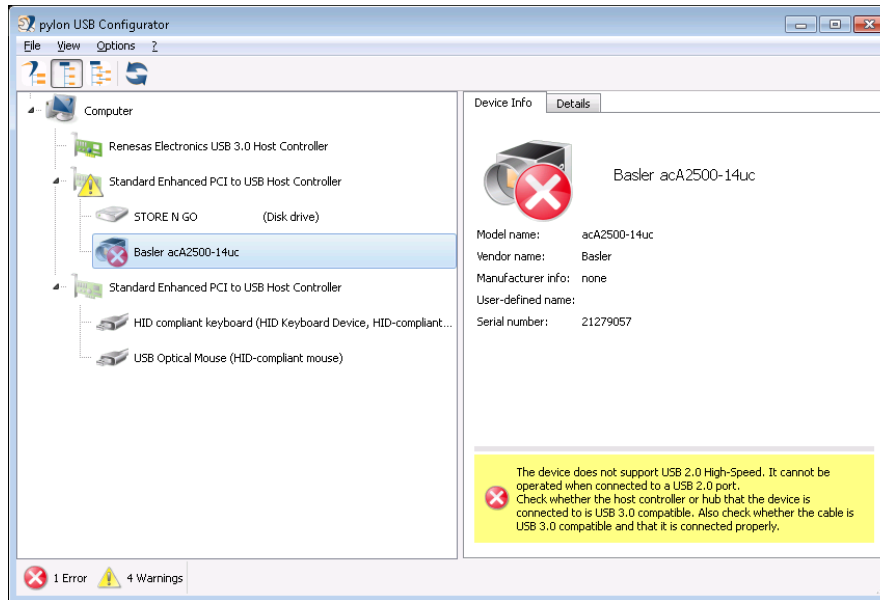 pylon USB Configurator
File View Options ?
Computer
Renesas Electronics USB 3.0 Host Controller
Standard Enhanced PCI to USB Host Controller
STORE N GO (Disk drive)
Basler acA2500-14uc
Standard Enhanced PCI to USB Host Controller
HID compliant keyboard (HID Keyboard Device, HID-compliant...
USB Optical Mouse (HID-compliant mouse)
Device Info Details
Basler acA2500-14uc
Model name: acA2500-14uc
Vendor name: Basler
Manufacturer info: none
User-defined name:
Serial number: 21279057
The device does not support USB 2.0 High-Speed. It cannot be
operated when connected to a USB 2.0 port.
Check whether the host controller or hub that the device is
connected to is USB 3.0 compatible. Also check whether the cable is
USB 3.0 compatible and that it is connected properly.
1 Error 4 Warnings